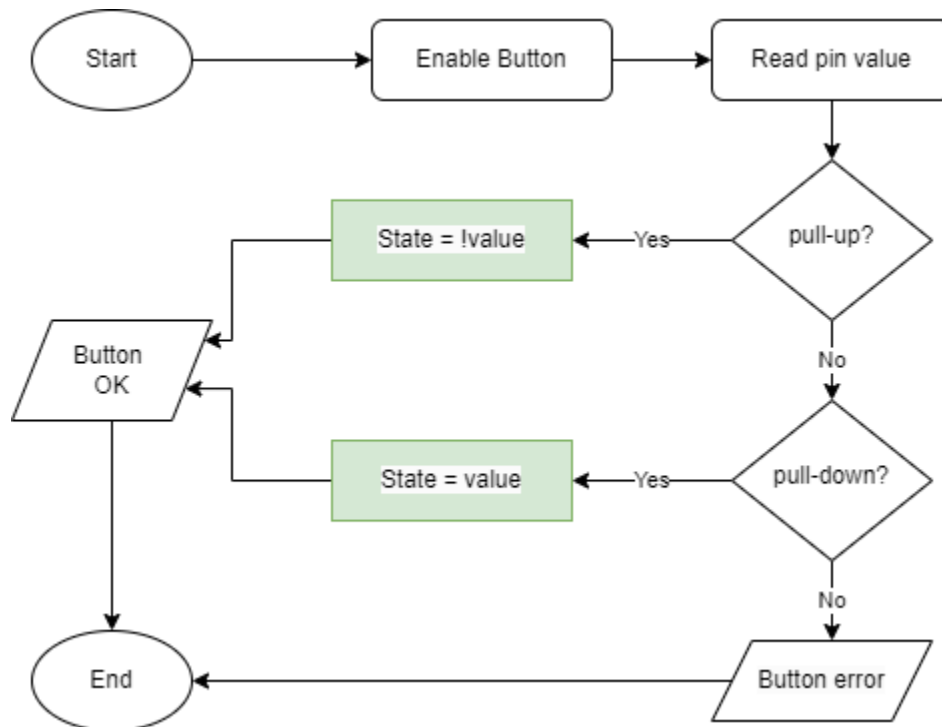 Start
Enable Button
Read pin value
pull-up?
Yes
State = !value
No
Button
OK
pull-down?
Yes
State = value
No
Button error
End